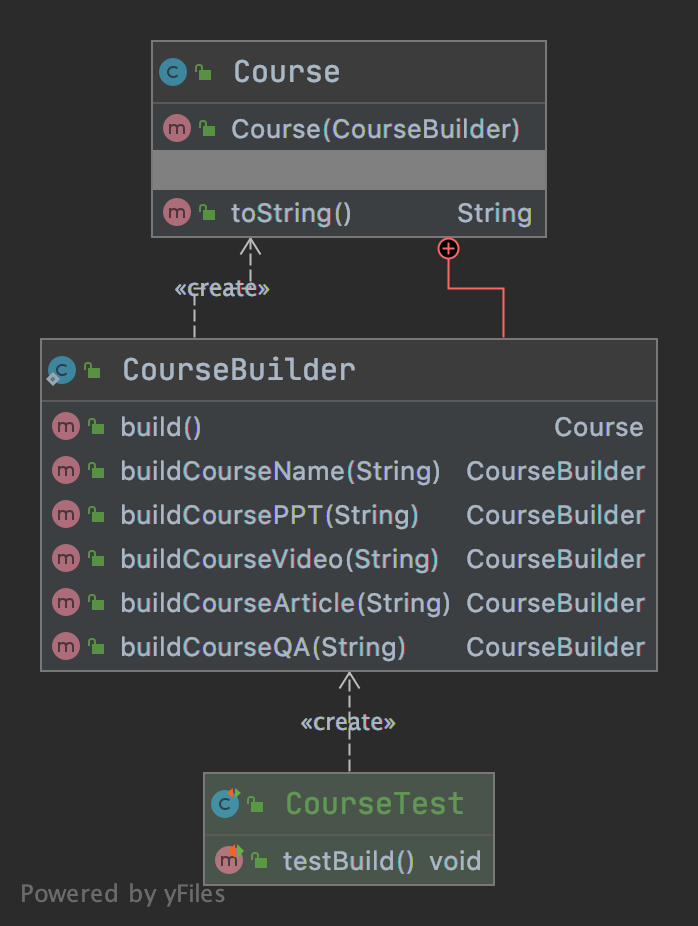 Course
Course(CourseBuilder)
toString() String
«create»
CourseBuilder
build() Course
buildCourseName(String) CourseBuilder
buildCoursePPT(String) CourseBuilder
buildCourseVideo(String) CourseBuilder
buildCourseArticle(String) CourseBuilder
buildCourseQA(String) CourseBuilder
«create»
CourseTest
testBuild() void
Powered by yFiles